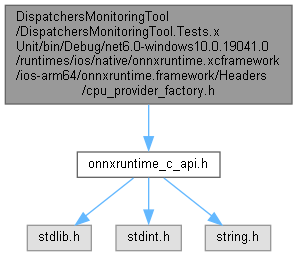 DispatchersMonitoringTool
/DispatchersMonitoringTool.Tests.x
Unit/bin/Debug/net6.0-windows10.0.19041.0
/runtimes/ios/native/onnxruntime.xcframework
/ios-arm64/onnxruntime.framework/Headers
/cpu_provider_factory.h
onnxruntime_c_api.h
stdlib.h
stdint.h
string.h